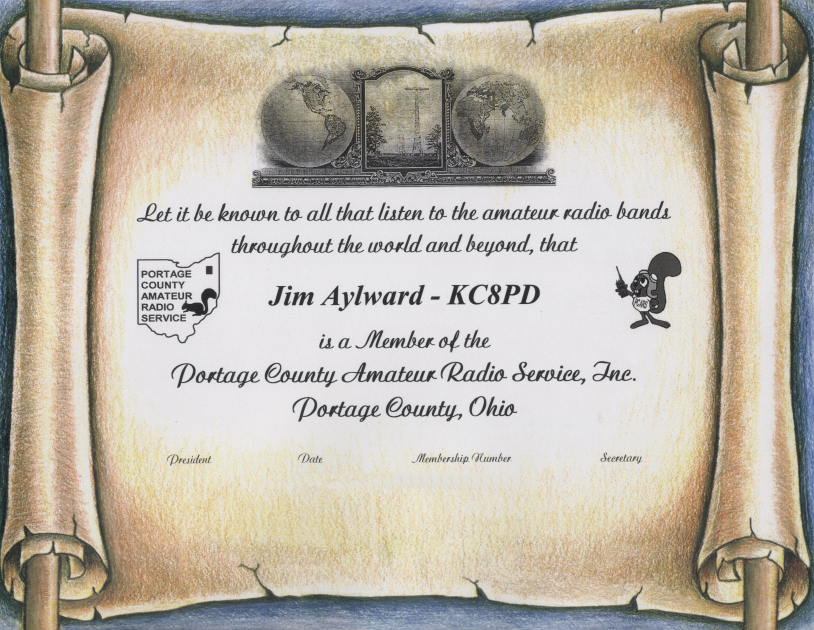 Let it be known to all that listen to the amateur radio bands
throughout the world and beyond, that
PORTAGE
COUNTY
AMATEUR
RADIO
SERVICE
Jim Aylward - KC8PD
is a Member of the
Portage County Amateur Radio Service, Inc.
Portage County, Ohio
President Date Membership Number Secretary